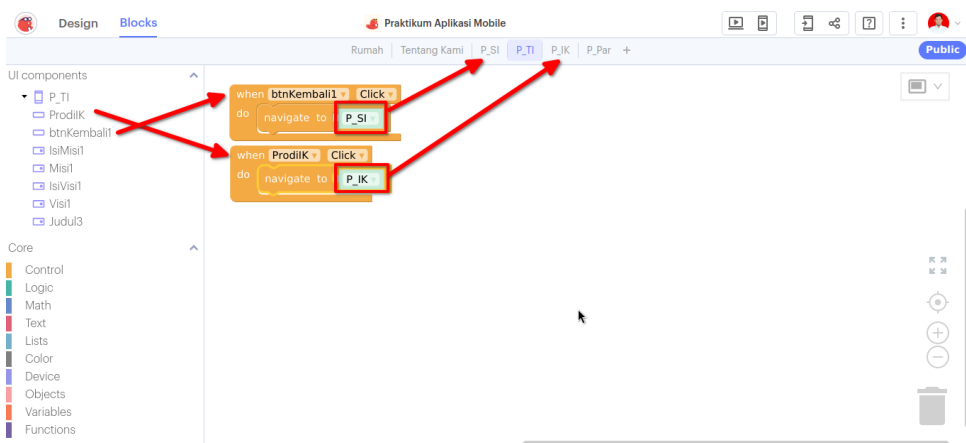 Design Blocks Praktikum Aplikasi Mobile
Rumah Tentang Kami P_SI P_TI P_IK P_Par + Public
UI components
P_TI
ProdiIK
btnKembali1
IsiMisi1
Misi1
IsiVisi1
Visi1
Judul3
Core
Control
Logic
Math
Text
Lists
Color
Device
Objects
Variables
Functions
when btnKembali1 Click
do navigate to P_SI
when ProdiIK Click
do navigate to P_IK